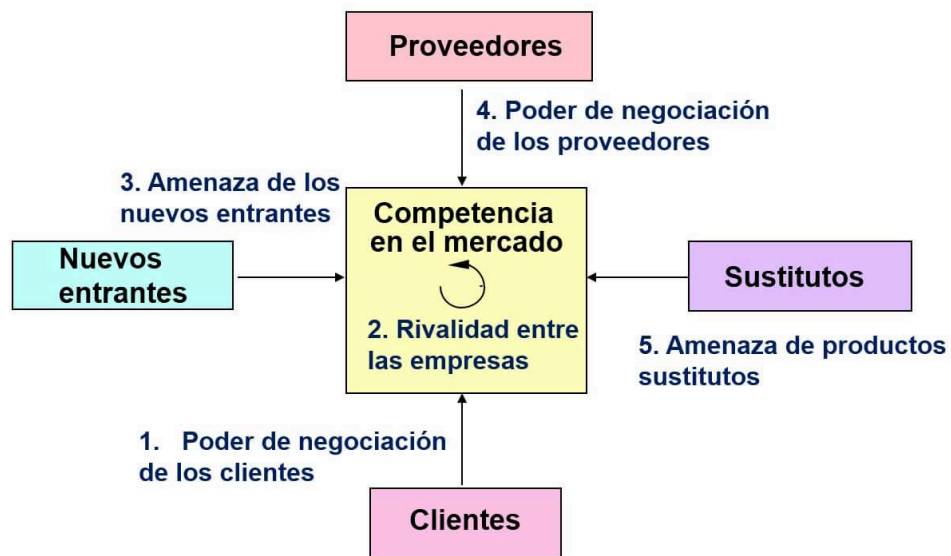 Proveedores
4. Poder de negociación
de los proveedores
3. Amenaza de los
nuevos entrantes
Competencia
en el mercado
Nuevos
entrantes
Sustitutos
2. Rivalidad entre
las empresas
5. Amenaza de productos
sustitutos
1. Poder de negociación
de los clientes
Clientes